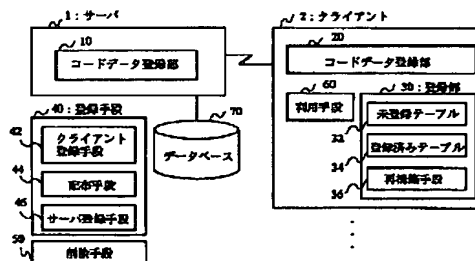 1:サーバ
10
コードデータ登録部
40:登録手段
42
クライアント
登録手段
44
配布手段
46
サーバ登録手段
50
削除手段
70
データベース
2:クライアント
20
コードデータ登録部
60
利用手段
30:登録部
未登録テーブル
32
登録済みテーブル
34
再構築手段
36